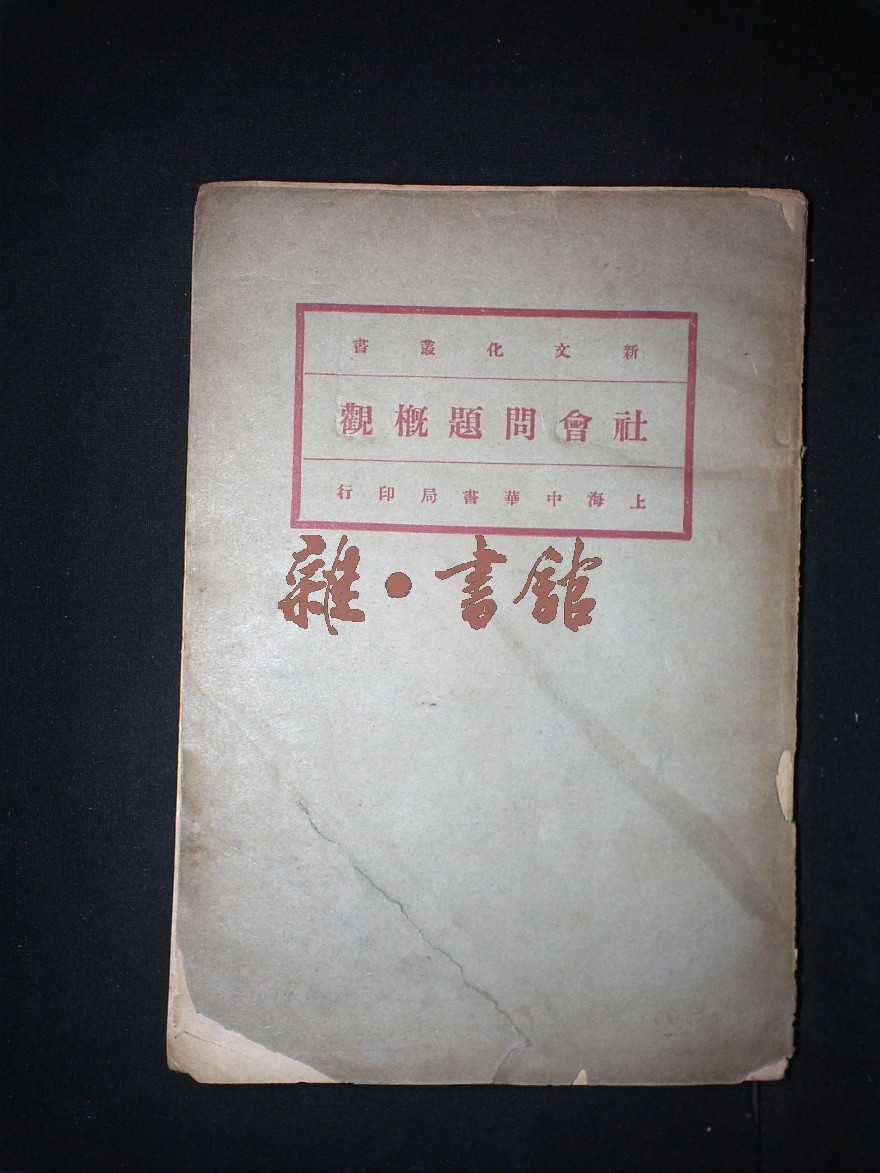 新文化叢書
社會問題概觀
上海中華書局印行
雜·書館